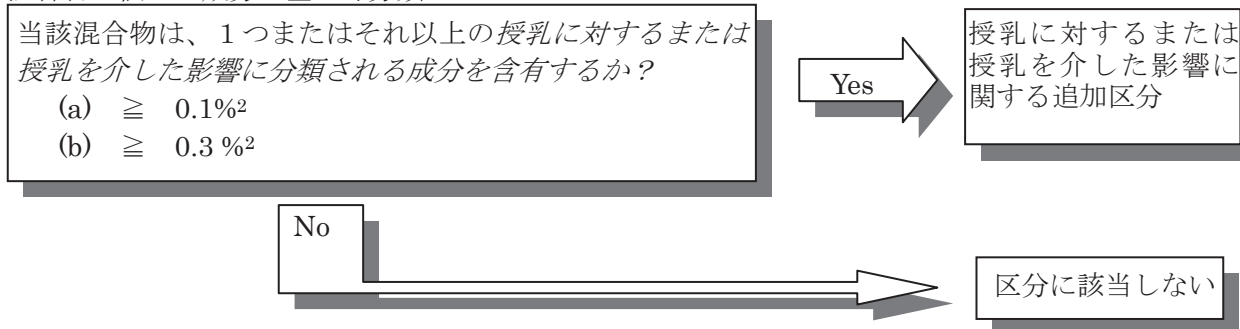 当該混合物は、１つまたはそれ以上の授乳に対するまたは
授乳を介した影響に分類される成分を含有するか？
(a) ≧ 0.1%²
(b) ≧ 0.3 %²
Yes
授乳に対するまたは
授乳を介した影響に
関する追加区分
No
区分に該当しない